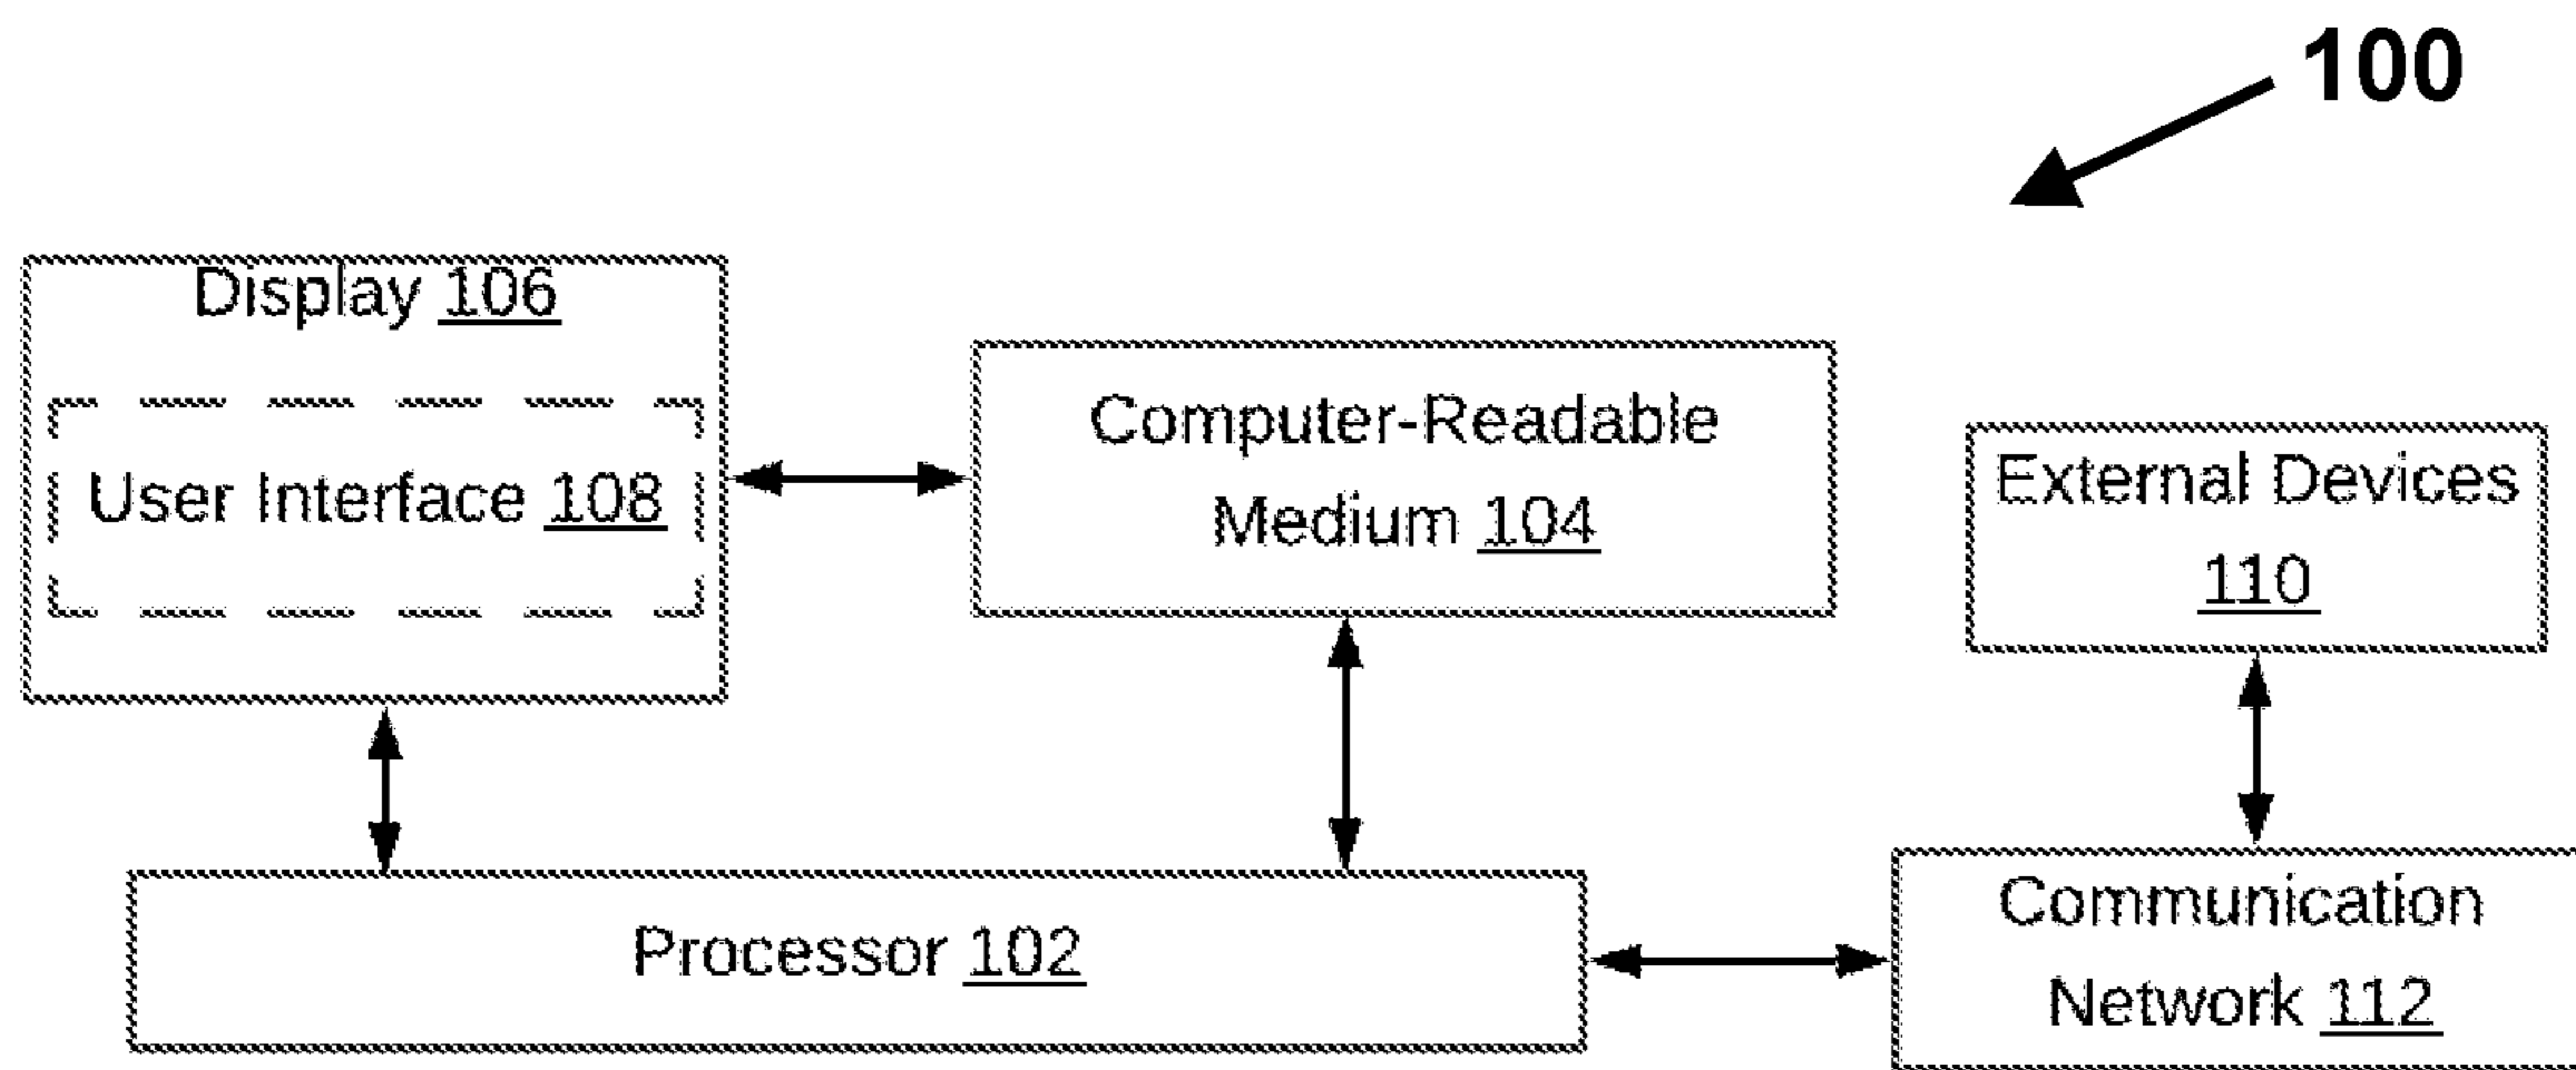 100
Display 106
User Interface 108
Computer-Readable
Medium 104
External Devices
110
Processor 102
Communication
Network 112